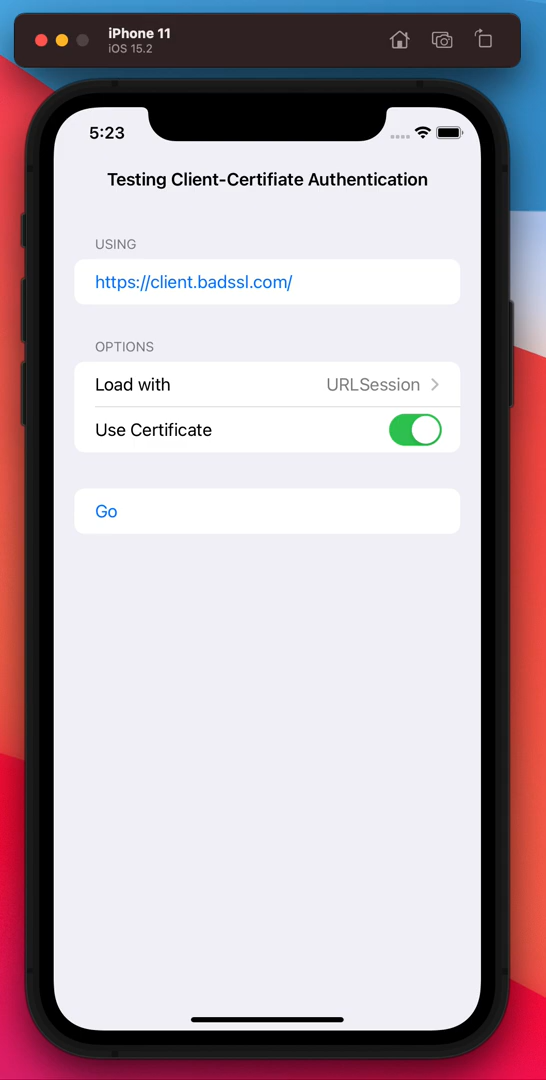 iPhone 11
iOS 15.2
5:23
Testing Client-Certifiate Authentication
USING
https://client.badssl.com/
OPTIONS
Load with URLSession
Use Certificate
Go